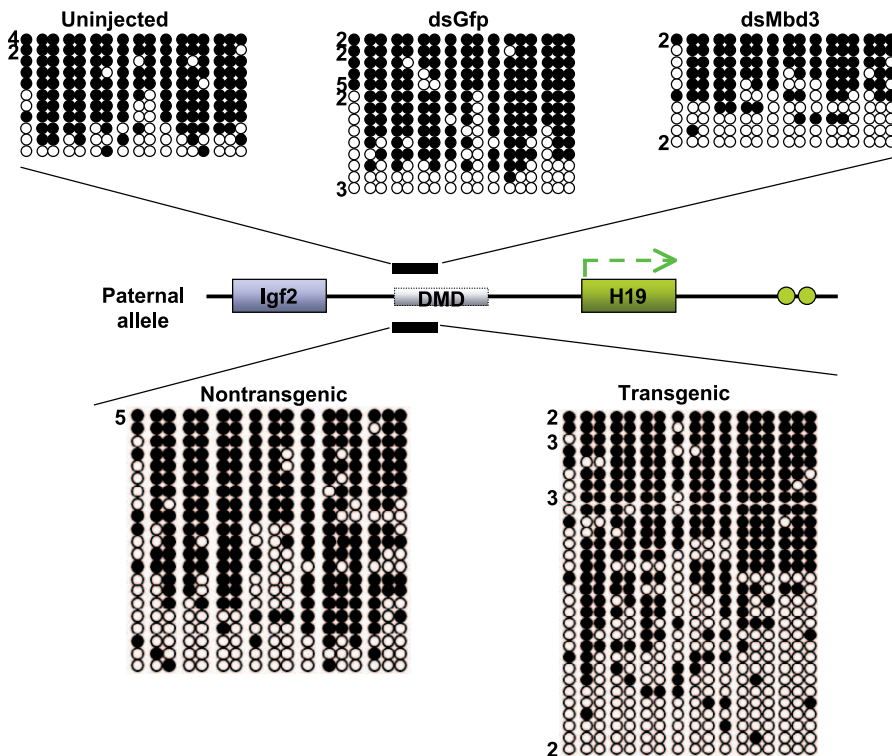 Uninjected
dsGfp
dsMbd3
4
2
2
2
5
2
3
2
2
Paternal allele
Igf2
DMD
H19
Nontransgenic
Transgenic
5
2
3
3
2